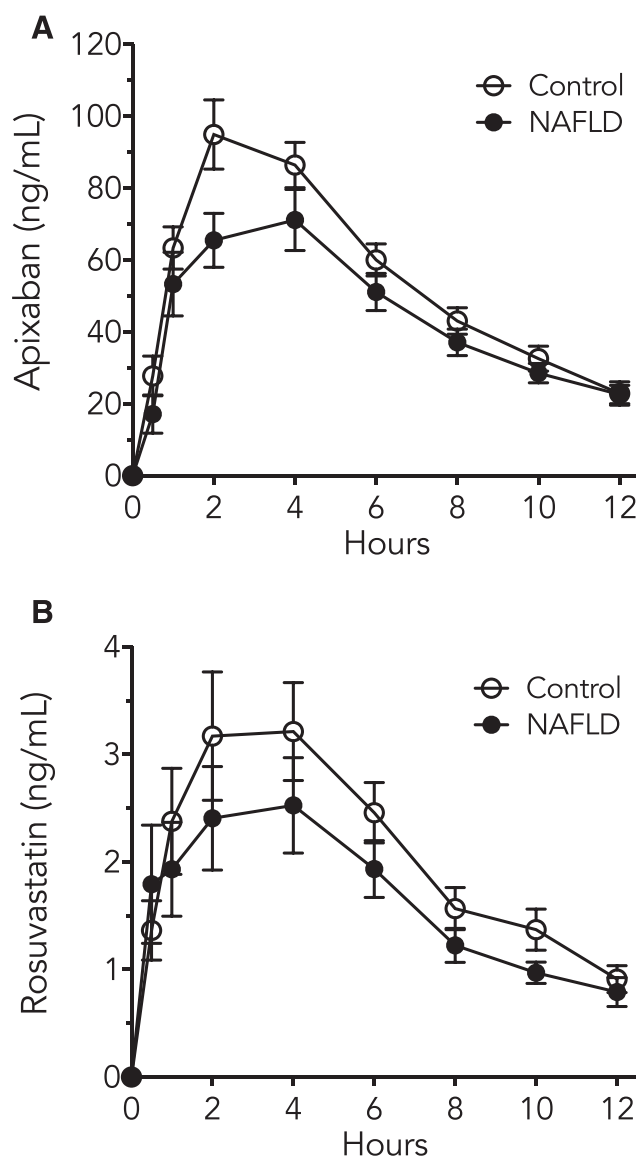 A
Apixaban (ng/mL)
120
100
80
60
40
20
0
Control
NAFLD
0 2 4 6 8 10 12
Hours
B
Rosuvastatin (ng/mL)
4
3
2
1
0
Control
NAFLD
0 2 4 6 8 10 12
Hours